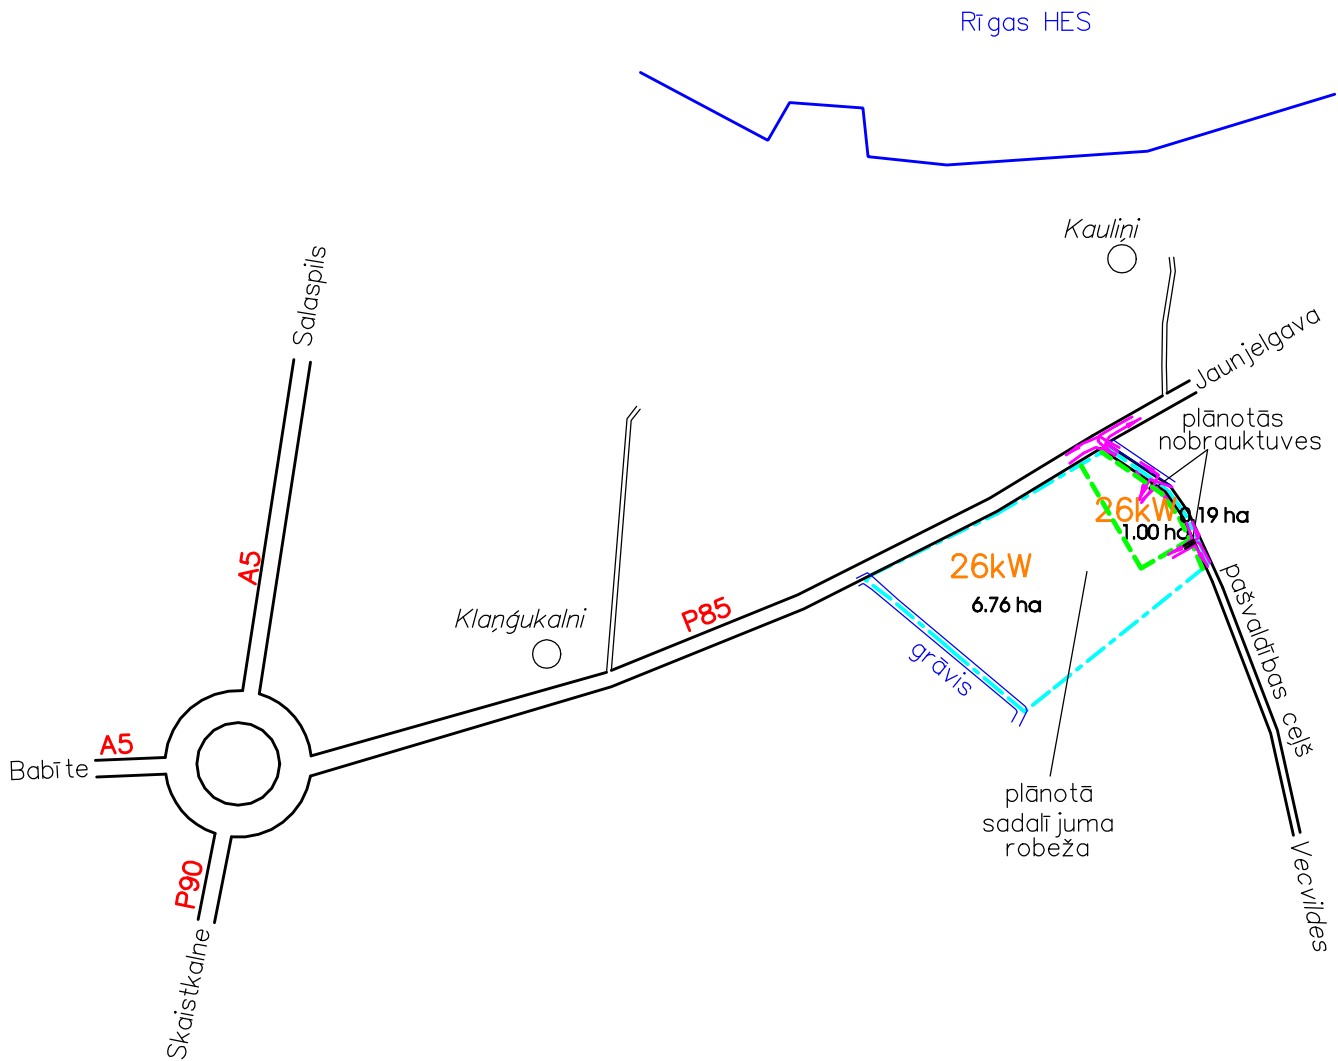 Rīgas HES
Kauliņi
Salaspils
Jaunjelgava
plānotās
nobrauktuves
26kW
0.19 ha
1.00 ha
A5
26kW
6.76 ha
pašvaldības ceļš
Klaņģukalni
P85
grāvis
A5
Babīte
plānotā
sadalījuma
robeža
P90
Vecvildes
Skaistkalne